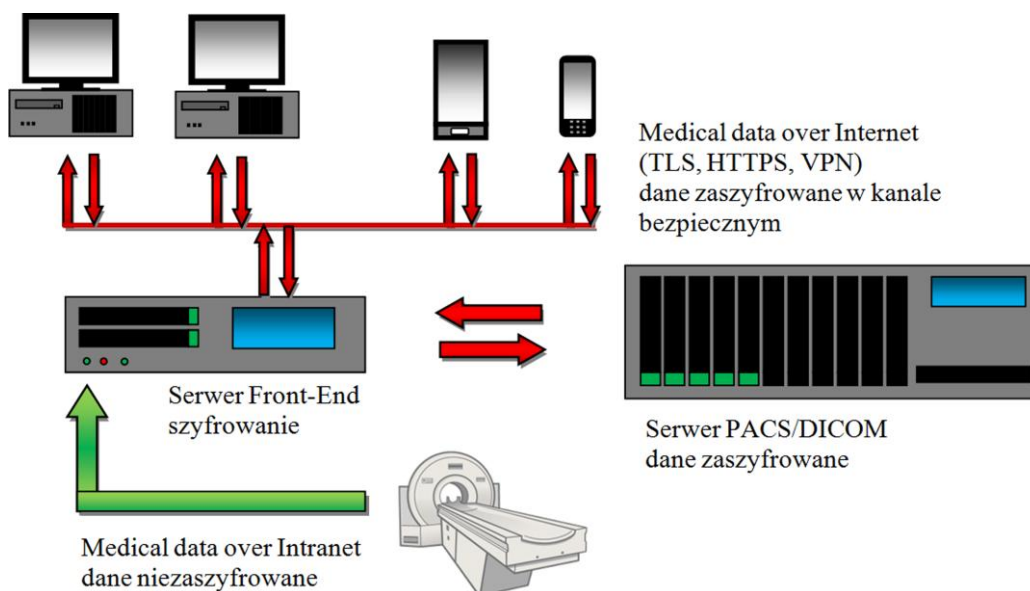 Medical data over Internet
(TLS, HTTPS, VPN)
dane zaszyfrowane w kanale
bezpiecznym
Serwer Front-End
szyfrowanie
Serwer PACS/DICOM
dane zaszyfrowane
Medical data over Intranet
dane niezaszyfrowane